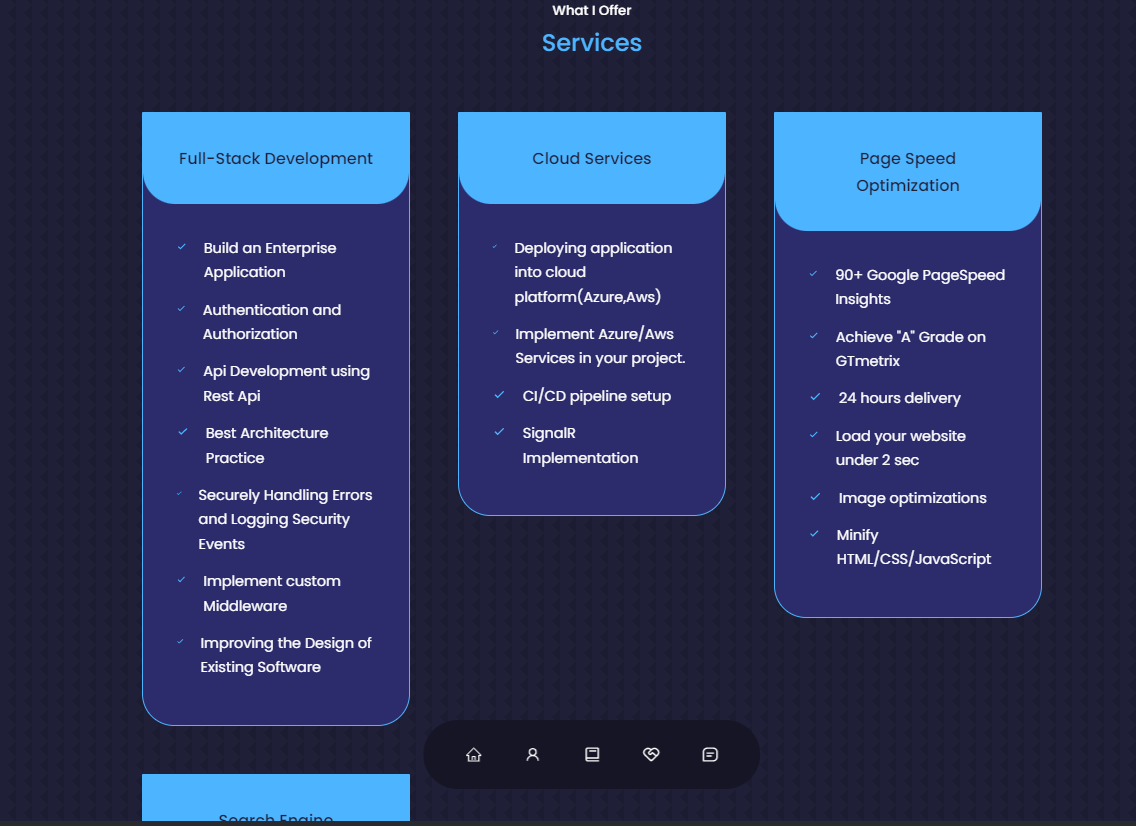 What I Offer
Services
Full-Stack Development
Build an Enterprise
Application
Authentication and
Authorization
Api Development using
Rest Api
Best Architecture
Practice
Securely Handling Errors
and Logging Security
Events
Implement custom
Middleware
Improving the Design of
Existing Software
Cloud Services
Deploying application
into cloud
platform(Azure,Aws)
Implement Azure/Aws
Services in your project.
CI/CD pipeline setup
SignalR
Implementation
Page Speed
Optimization
90+ Google PageSpeed
Insights
Achieve "A" Grade on
GTmetrix
24 hours delivery
Load your website
under 2 sec
Image optimizations
Minify
HTML/CSS/JavaScript
Search Engine